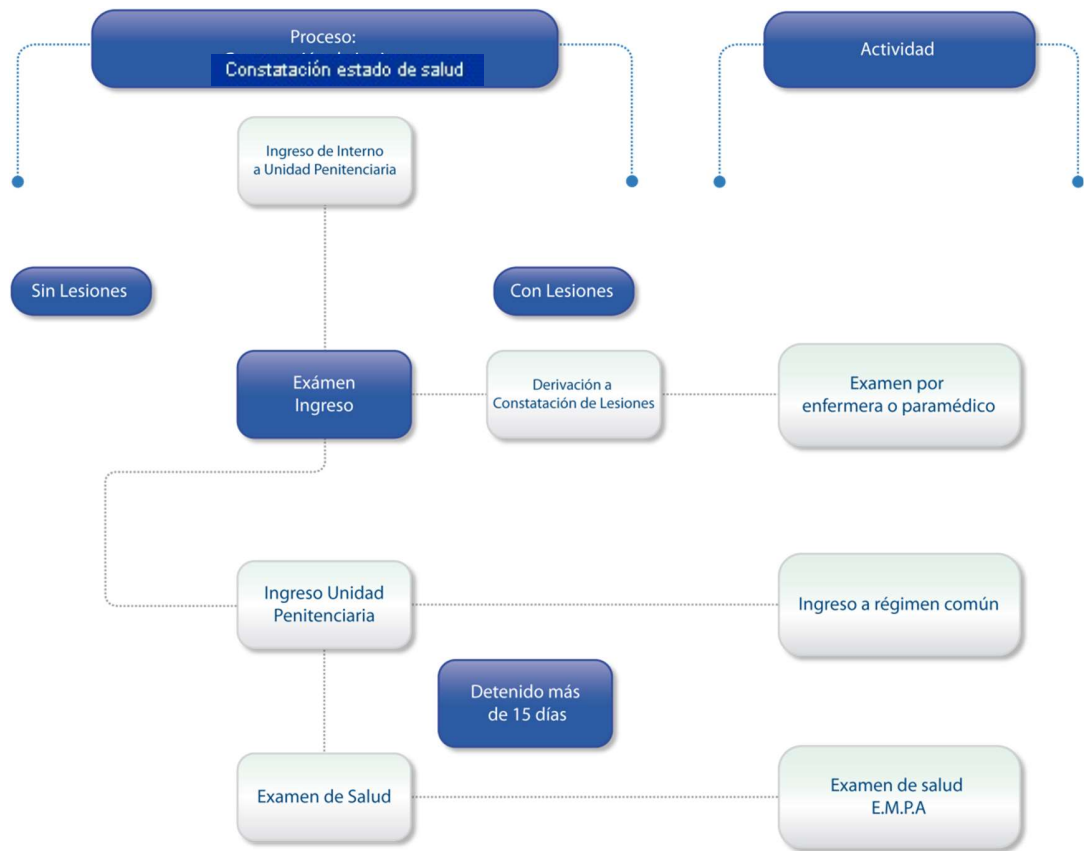 Proceso:
Constatación estado de salud
Actividad
Ingreso de Interno
a Unidad Penitenciaria
Sin Lesiones
Con Lesiones
Exámen
Ingreso
Derivación a
Constatación de Lesiones
Examen por
enfermera o paramédico
Ingreso Unidad
Penitenciaria
Ingreso a régimen común
Detenido más
de 15 días
Examen de Salud
Examen de salud
E.M.P.A